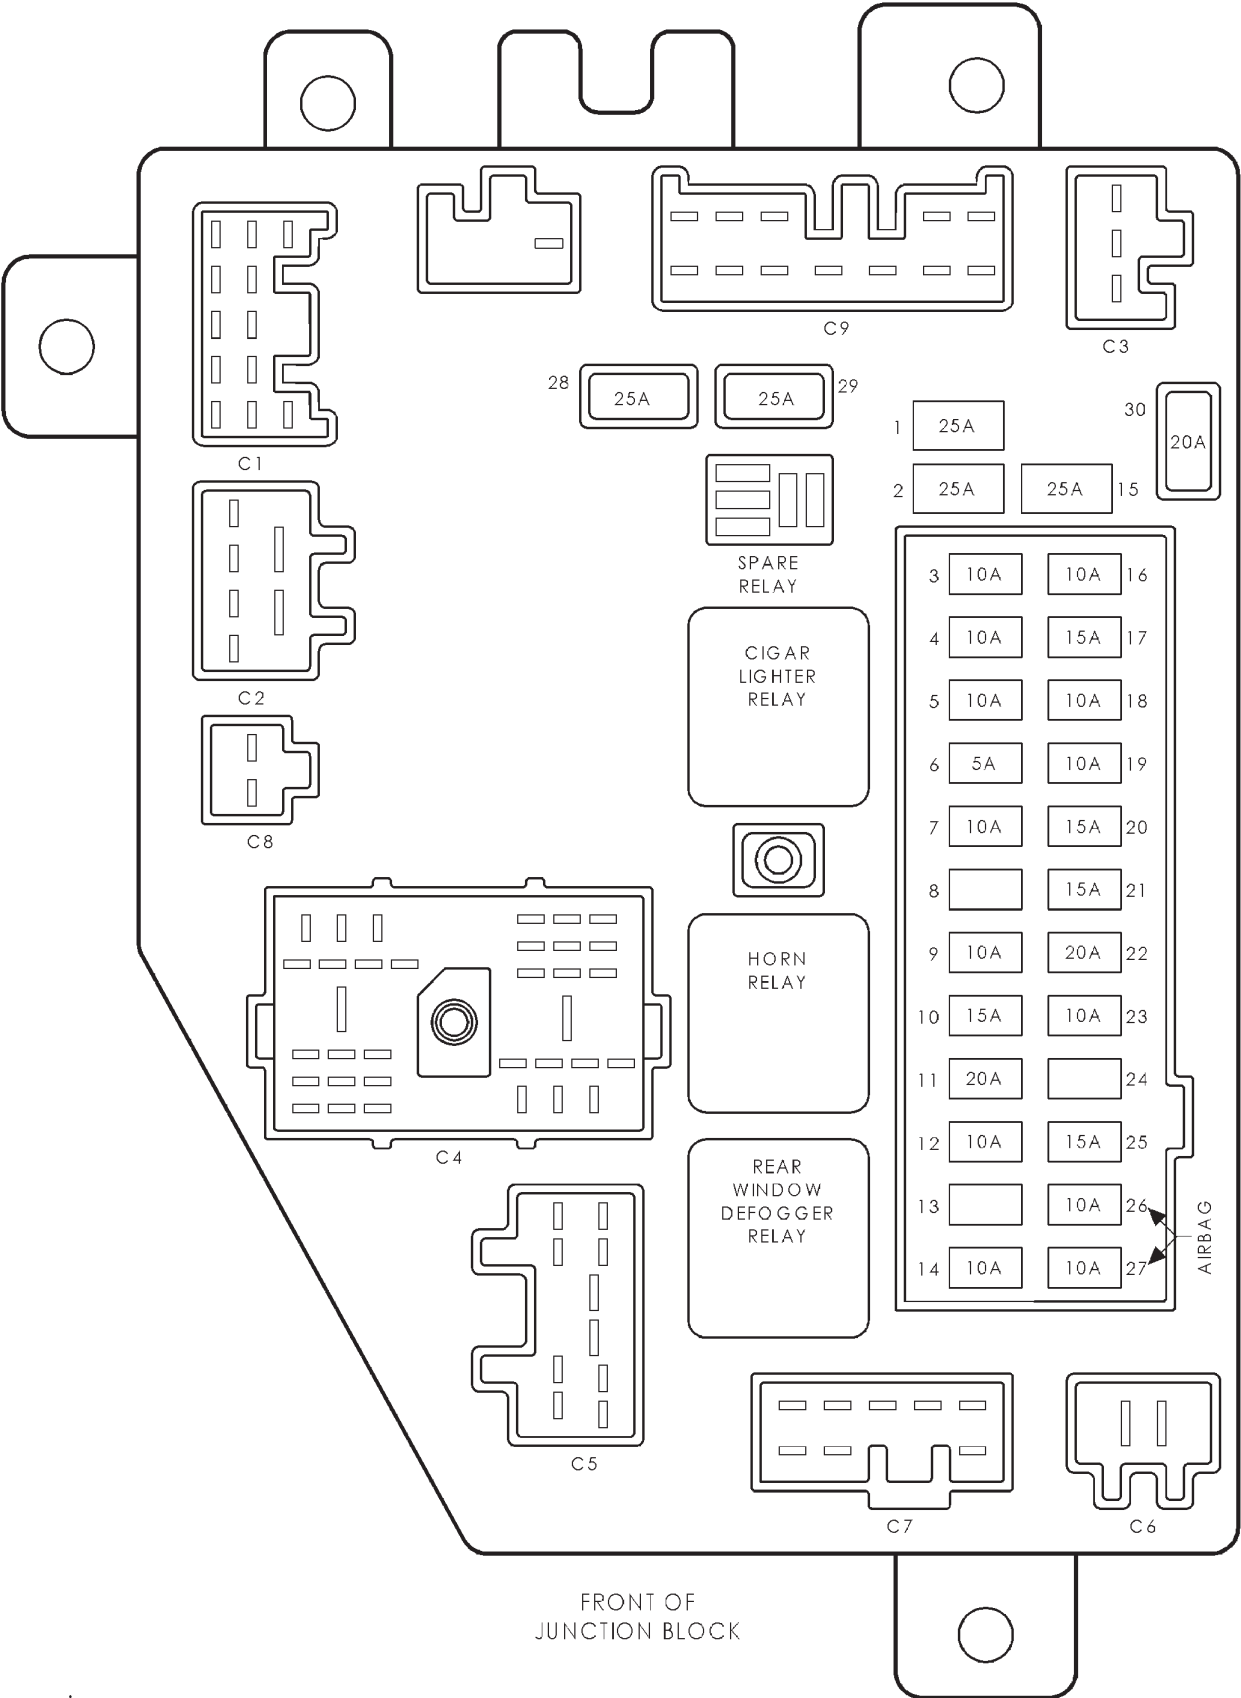 C9
C3
28
25A
25A
29
30
20A
1
25A
C1
2
25A
25A
15
SPARE
RELAY
3
10A
10A
16
4
10A
15A
17
CIGAR
LIGHTER
RELAY
5
10A
10A
18
C2
6
5A
10A
19
7
10A
15A
20
C8
8
15A
21
9
10A
20A
22
HORN
RELAY
10
15A
10A
23
11
20A
24
12
10A
15A
25
C4
REAR
WINDOW
DEFOGGER
RELAY
13
10A
26
AIRBAG
14
10A
10A
27
C5
C7
C6
FRONT OF
JUNCTION BLOCK